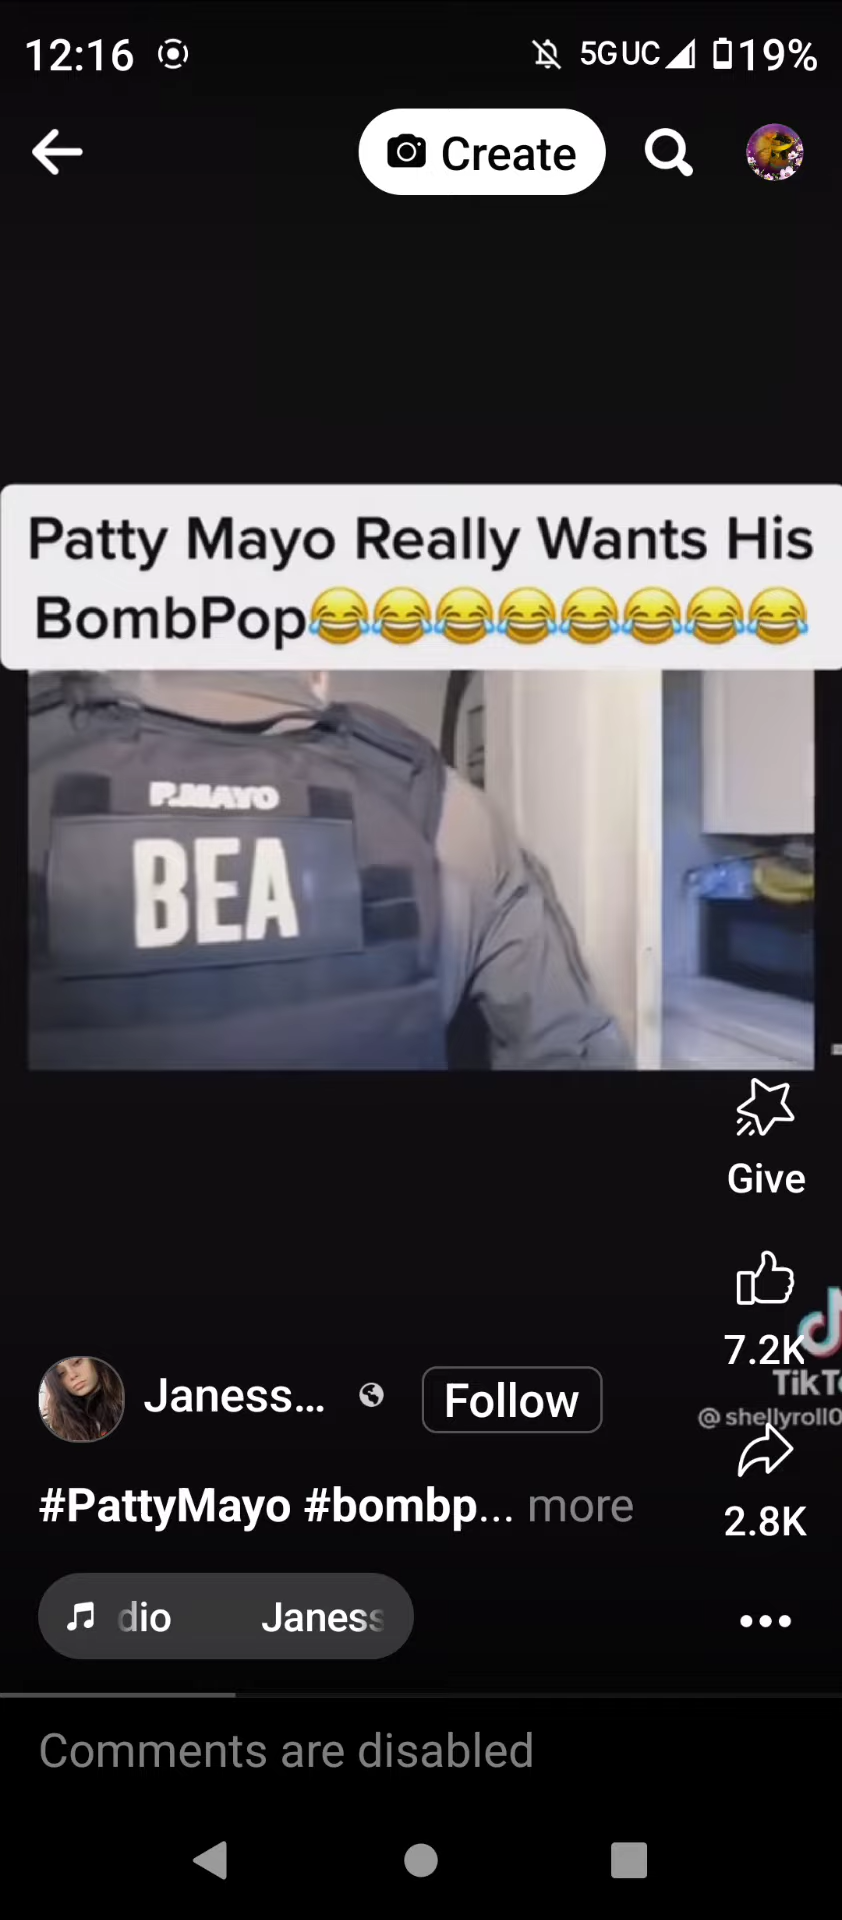 12:16 5G UC 19%
Create
Patty Mayo Really Wants His
BombPop😂😂😂😂😂😂😂😂
P.MAYO
BEA
Give
7.2K
TikTo
@shellyroll0
Janess... Follow
#PattyMayo #bombp... more
2.8K
dio Janess
Comments are disabled